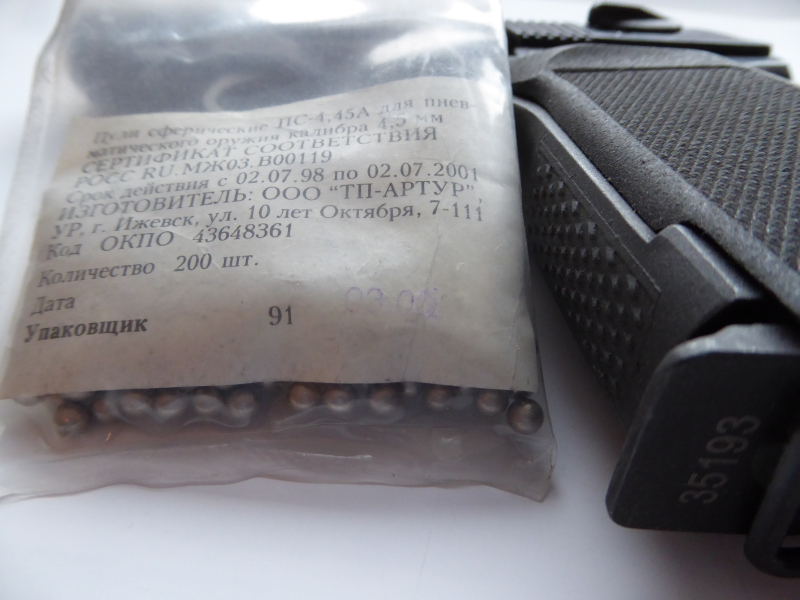 Пули сферические ПС-4,45А для пнев-
матического оружия калибра 4,5 мм
СЕРТИФИКАТ СООТВЕТСТВИЯ
РОСС RU.МЖ03.В00119
Срок действия с 02.07.98 по 02.07.2001
ИЗГОТОВИТЕЛЬ: ООО "ТП-АРТУР",
УР, г. Ижевск, ул. 10 лет Октября, 7-111
Код ОКПО 43648361
Количество 200 шт.
Дата
Упаковщик 91
35193